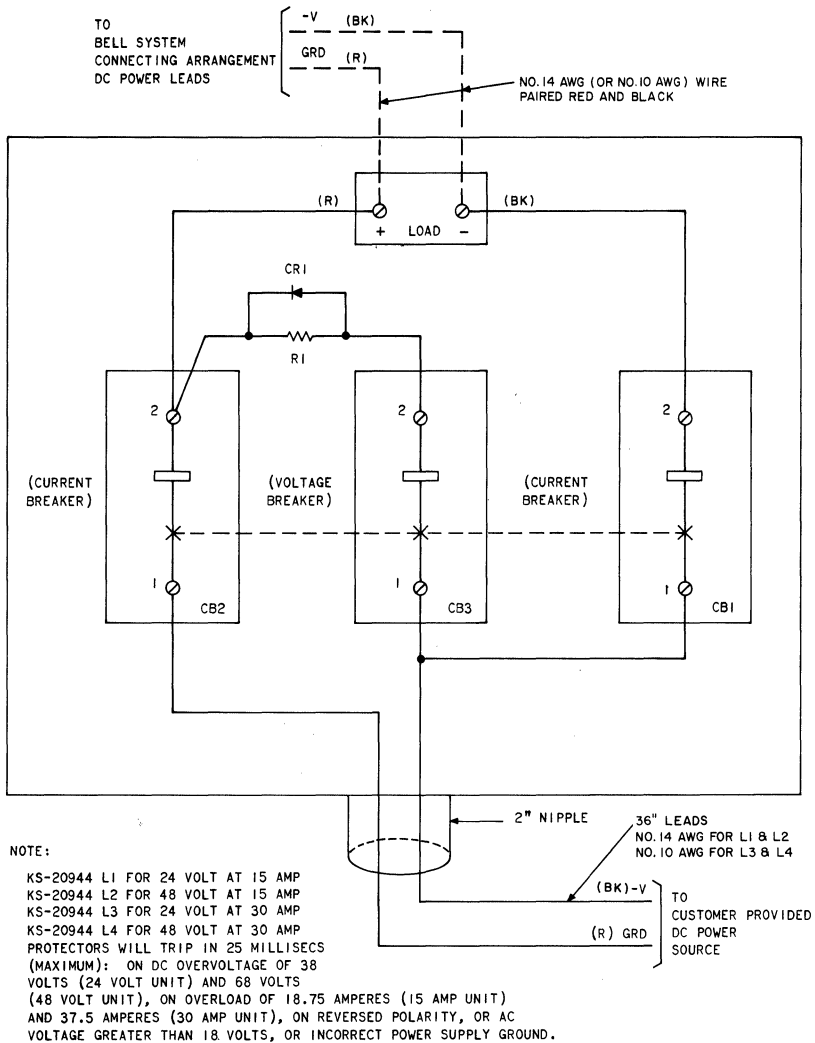 TO
BELL SYSTEM
CONNECTING ARRANGEMENT
DC POWER LEADS
-V (BK)
GRD (R)
NO.14 AWG (OR NO.10 AWG) WIRE
PAIRED RED AND BLACK
(R)
(BK)
+ LOAD -
CR1
R1
2
2
2
(CURRENT
BREAKER)
(VOLTAGE
BREAKER)
(CURRENT
BREAKER)
1
1
1
CB2
CB3
CB1
2" NIPPLE
36" LEADS
NO.14 AWG FOR L1 & L2
NO.10 AWG FOR L3 & L4
(BK)-V
(R) GRD
TO
CUSTOMER PROVIDED
DC POWER
SOURCE
NOTE:
KS-20944 L1 FOR 24 VOLT AT 15 AMP
KS-20944 L2 FOR 48 VOLT AT 15 AMP
KS-20944 L3 FOR 24 VOLT AT 30 AMP
KS-20944 L4 FOR 48 VOLT AT 30 AMP
PROTECTORS WILL TRIP IN 25 MILLISECS
(MAXIMUM): ON DC OVERVOLTAGE OF 38
VOLTS (24 VOLT UNIT) AND 68 VOLTS
(48 VOLT UNIT), ON OVERLOAD OF 18.75 AMPERES (15 AMP UNIT)
AND 37.5 AMPERES (30 AMP UNIT), ON REVERSED POLARITY, OR AC
VOLTAGE GREATER THAN 18 VOLTS, OR INCORRECT POWER SUPPLY GROUND.